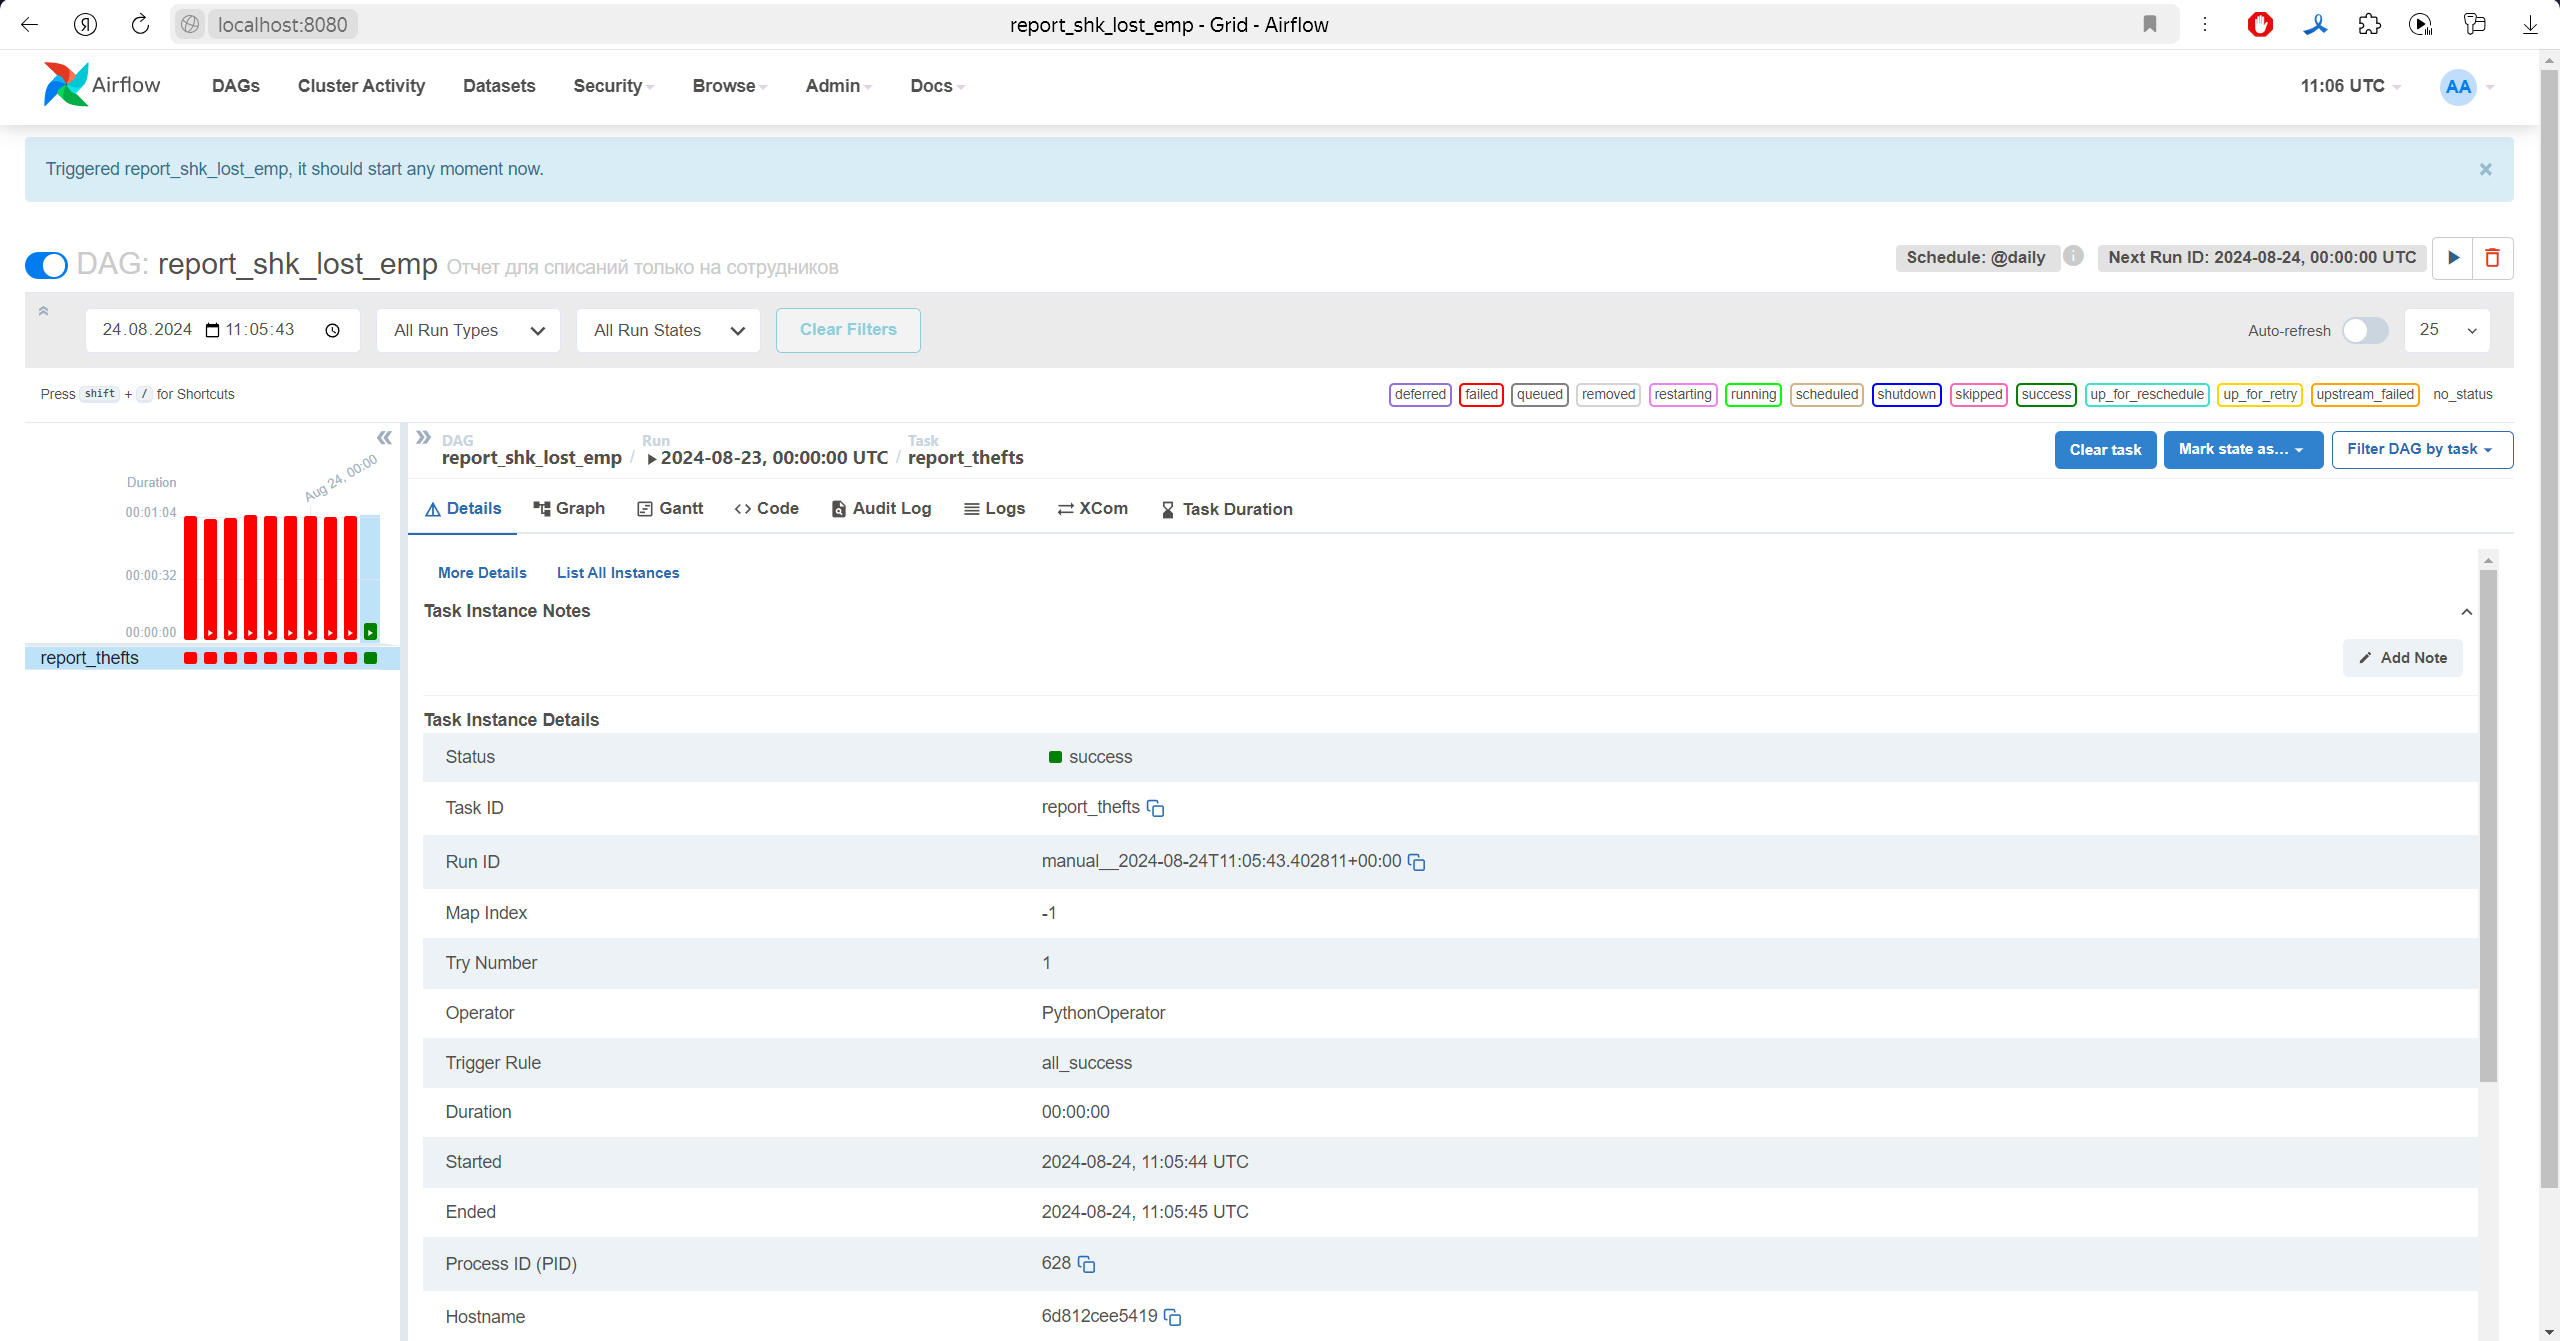 localhost:8080
report_shk_lost_emp - Grid - Airflow
Airflow DAGs Cluster Activity Datasets Security Browse Admin Docs 11:06 UTC AA
Triggered report_shk_lost_emp, it should start any moment now. ×
DAG: report_shk_lost_emp Отчет для списаний только на сотрудников
Schedule: @daily i Next Run ID: 2024-08-24, 00:00:00 UTC
24.08.2024 11:05:43 All Run Types All Run States Clear Filters Auto-refresh 25
Press shift + / for Shortcuts
deferred failed queued removed restarting running scheduled shutdown skipped success up_for_reschedule up_for_retry upstream_failed no_status
Duration
Aug 24, 00:00
00:01:04
00:00:32
00:00:00
report_thefts
DAG Run Task
report_shk_lost_emp / 2024-08-23, 00:00:00 UTC / report_thefts
Clear task Mark state as... Filter DAG by task
Details Graph Gantt Code Audit Log Logs XCom Task Duration
More Details List All Instances
Task Instance Notes
Add Note
Task Instance Details
Status success
Task ID report_thefts
Run ID manual__2024-08-24T11:05:43.402811+00:00
Map Index -1
Try Number 1
Operator PythonOperator
Trigger Rule all_success
Duration 00:00:00
Started 2024-08-24, 11:05:44 UTC
Ended 2024-08-24, 11:05:45 UTC
Process ID (PID) 628
Hostname 6d812cee5419